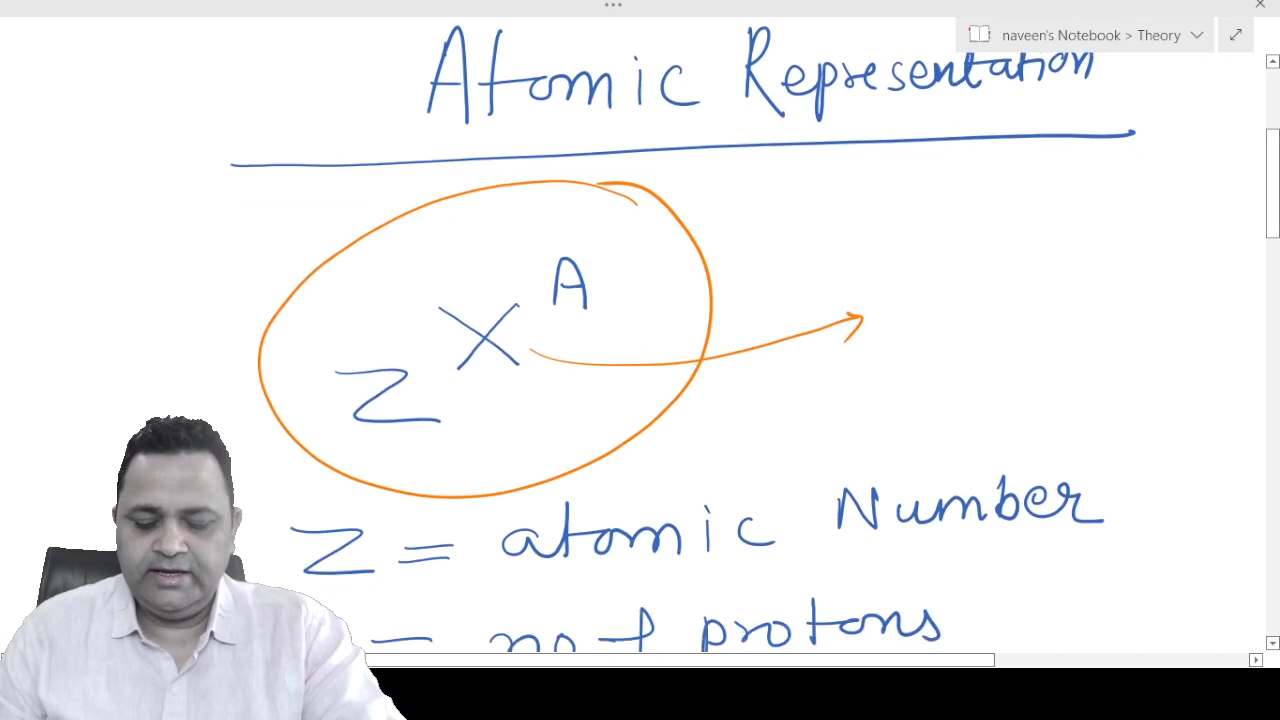 naveen's Notebook > Theory
Atomic Representation
A
X
Z
Z = atomic Number
= no of protons